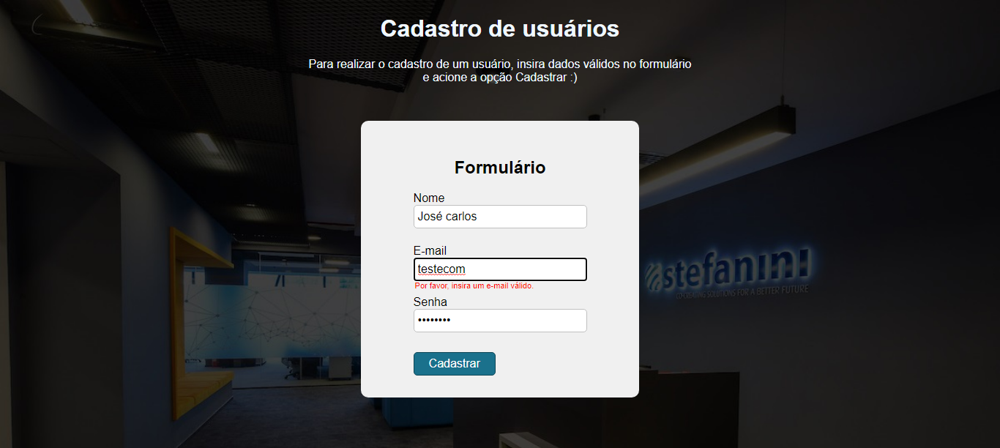 Cadastro de usuários
Para realizar o cadastro de um usuário, insira dados válidos no formulário
e acione a opção Cadastrar :)
Formulário
Nome
José carlos
E-mail
testecom
Por favor, insira um e-mail válido.
stefanini
CO-CREATING SOLUTIONS FOR A BETTER FUTURE
Senha
••••••••
Cadastrar